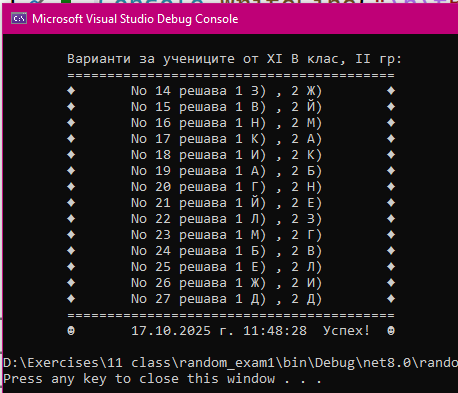 Microsoft Visual Studio Debug Console
Варианти за учениците от XI В клас, II гр:
=========================================
♦ No 14 решава 1 З) , 2 Ж) ♦
♦ No 15 решава 1 В) , 2 Й) ♦
♦ No 16 решава 1 Н) , 2 М) ♦
♦ No 17 решава 1 К) , 2 А) ♦
♦ No 18 решава 1 И) , 2 К) ♦
♦ No 19 решава 1 А) , 2 Б) ♦
♦ No 20 решава 1 Г) , 2 Н) ♦
♦ No 21 решава 1 Й) , 2 Е) ♦
♦ No 22 решава 1 Л) , 2 З) ♦
♦ No 23 решава 1 М) , 2 Г) ♦
♦ No 24 решава 1 Б) , 2 В) ♦
♦ No 25 решава 1 Е) , 2 Л) ♦
♦ No 26 решава 1 Ж) , 2 И) ♦
♦ No 27 решава 1 Д) , 2 Д) ♦
=========================================
☻ 17.10.2025 г. 11:48:28 Успех! ☻
D:\Exercises\11 class\random_exam1\bin\Debug\net8.0\rando
Press any key to close this window . . .